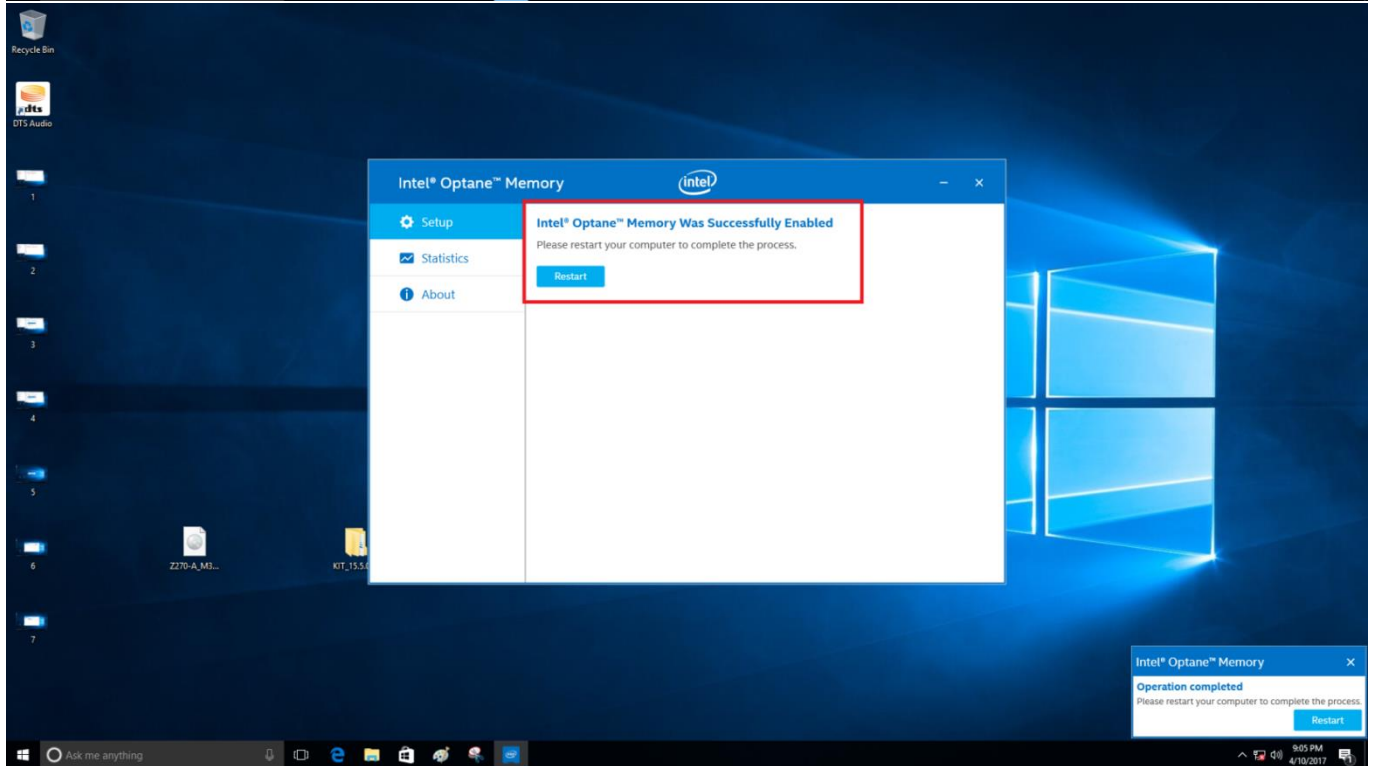 Recycle Bin
dts
DTS Audio
1
2
3
4
5
6
7
Z270-A_M3...
KIT_15.5.
Intel® Optane™ Memory
intel
Setup
Statistics
About
Intel® Optane™ Memory Was Successfully Enabled
Please restart your computer to complete the process.
Restart
Intel® Optane™ Memory
Operation completed
Please restart your computer to complete the process.
Restart
Ask me anything
9:05 PM
4/10/2017